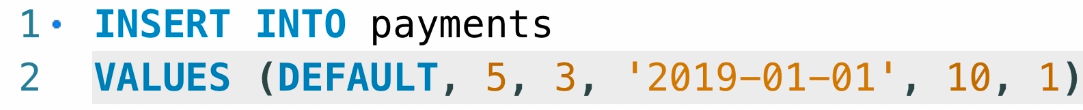 1 INSERT INTO payments
2 VALUES (DEFAULT, 5, 3, '2019-01-01', 10, 1)